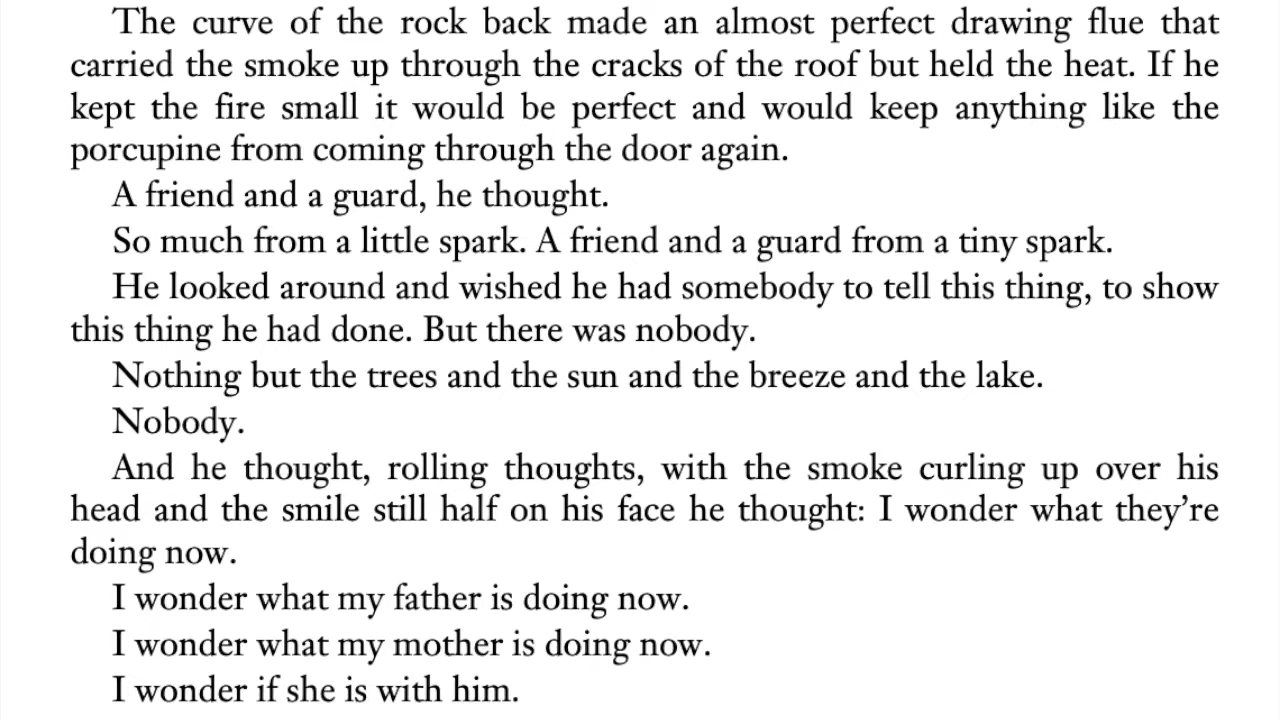 The curve of the rock back made an almost perfect drawing flue that
carried the smoke up through the cracks of the roof but held the heat. If he
kept the fire small it would be perfect and would keep anything like the
porcupine from coming through the door again.
A friend and a guard, he thought.
So much from a little spark. A friend and a guard from a tiny spark.
He looked around and wished he had somebody to tell this thing, to show
this thing he had done. But there was nobody.
Nothing but the trees and the sun and the breeze and the lake.
Nobody.
And he thought, rolling thoughts, with the smoke curling up over his
head and the smile still half on his face he thought: I wonder what they’re
doing now.
I wonder what my father is doing now.
I wonder what my mother is doing now.
I wonder if she is with him.